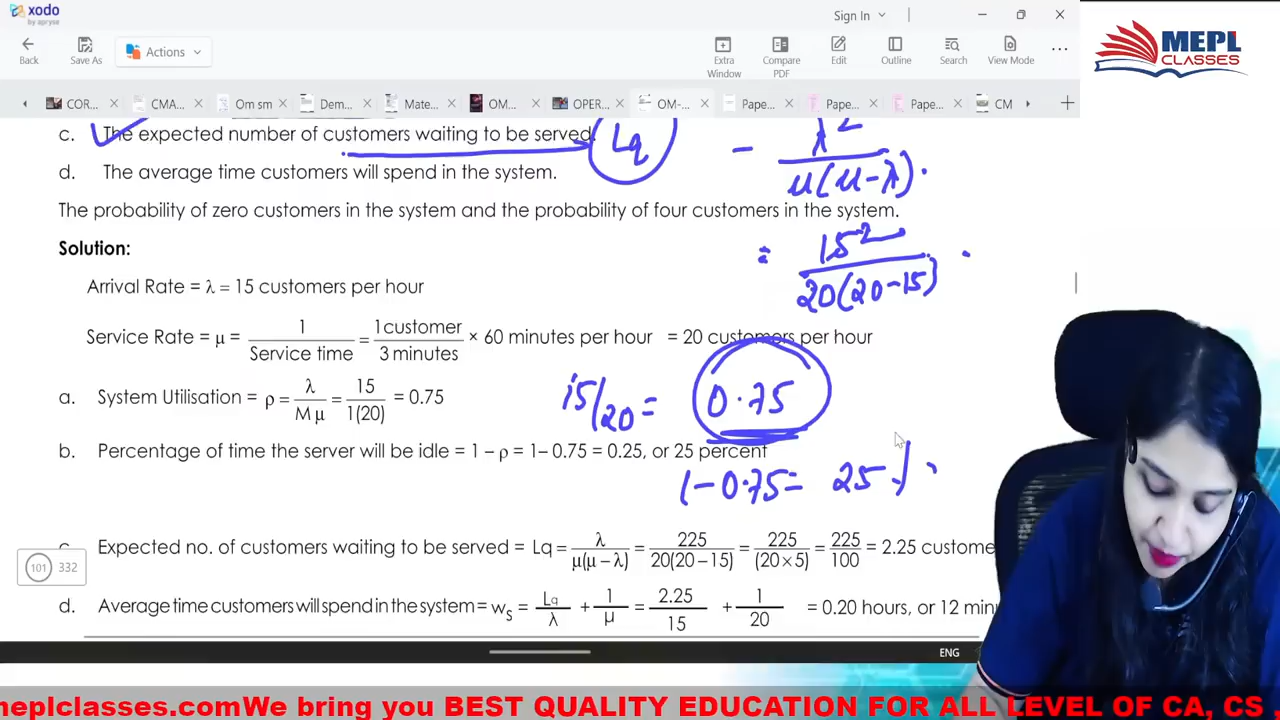 xodo
by apryse
Sign In
Back
Save As
Actions
Extra Window
Compare PDF
Edit
Outline
Search
View Mode
MEPL
CLASSES
COR...
CMA...
Om sm
Dem...
Mate...
OM...
OPER...
OM-...
Pape...
Pape...
Pape...
CM
c. The expected number of customers waiting to be served. Lq = λ² / μ(μ-λ).
d. The average time customers will spend in the system.
The probability of zero customers in the system and the probability of four customers in the system.
= 15² / 20(20-15) .
Solution:
Arrival Rate = λ = 15 customers per hour
Service Rate = μ = 1 / Service time = 1customer / 3 minutes × 60 minutes per hour = 20 customers per hour
a. System Utilisation = ρ = λ / M μ = 15 / 1(20) = 0.75
15/20 = 0.75
b. Percentage of time the server will be idle = 1 – ρ = 1– 0.75 = 0.25, or 25 percent
1-0.75= 25
c. Expected no. of customers waiting to be served = Lq = λ / μ(μ – λ) = 225 / 20(20 – 15) = 225 / (20 × 5) = 225 / 100 = 2.25 custome
101 332
d. Average time customers will spend in the system = wₛ = Lq / λ + 1 / μ = 2.25 / 15 + 1 / 20 = 0.20 hours, or 12 min
ENG
meplclasses.comWe bring you BEST QUALITY EDUCATION FOR ALL LEVEL OF CA, CS